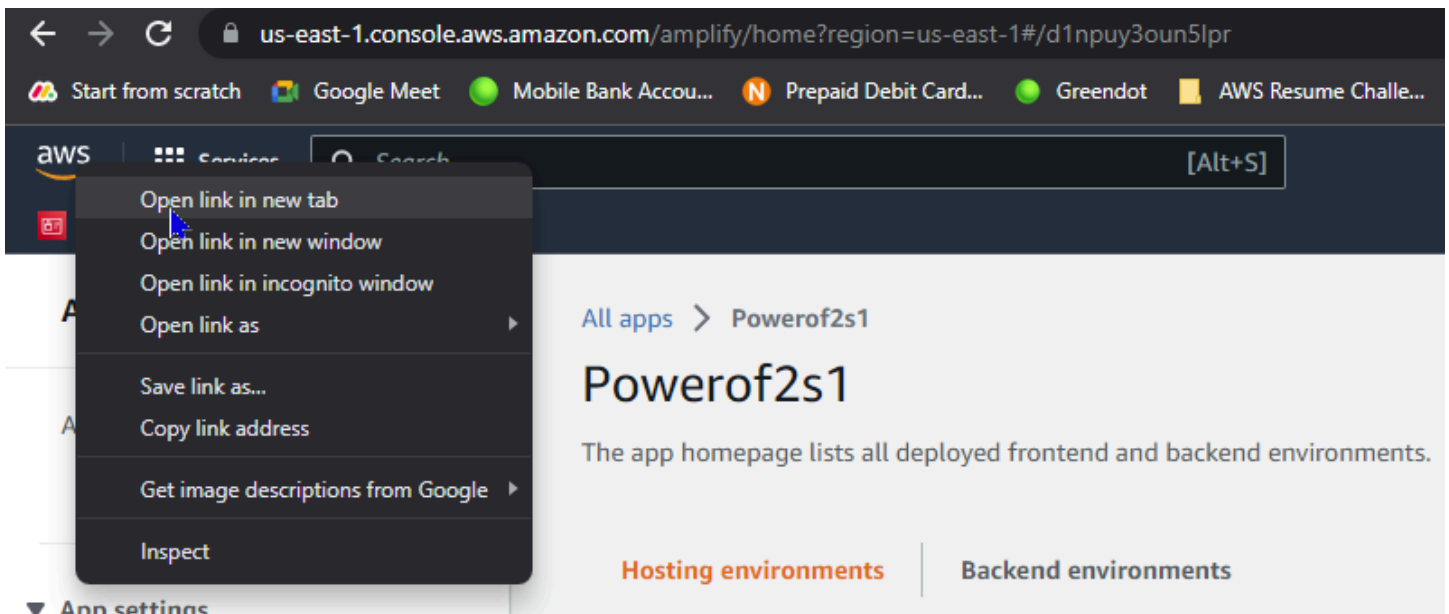 us-east-1.console.aws.amazon.com/amplify/home?region=us-east-1#/d1npuy3oun5lpr
Start from scratch Google Meet Mobile Bank Accou... N Prepaid Debit Card... Greendot AWS Resume Challe...
aws Services Search [Alt+S]
Open link in new tab
Open link in new window
Open link in incognito window
Open link as
Save link as...
Copy link address
Get image descriptions from Google
Inspect
A
A
App settings
All apps > Powerof2s1
Powerof2s1
The app homepage lists all deployed frontend and backend environments.
Hosting environments Backend environments